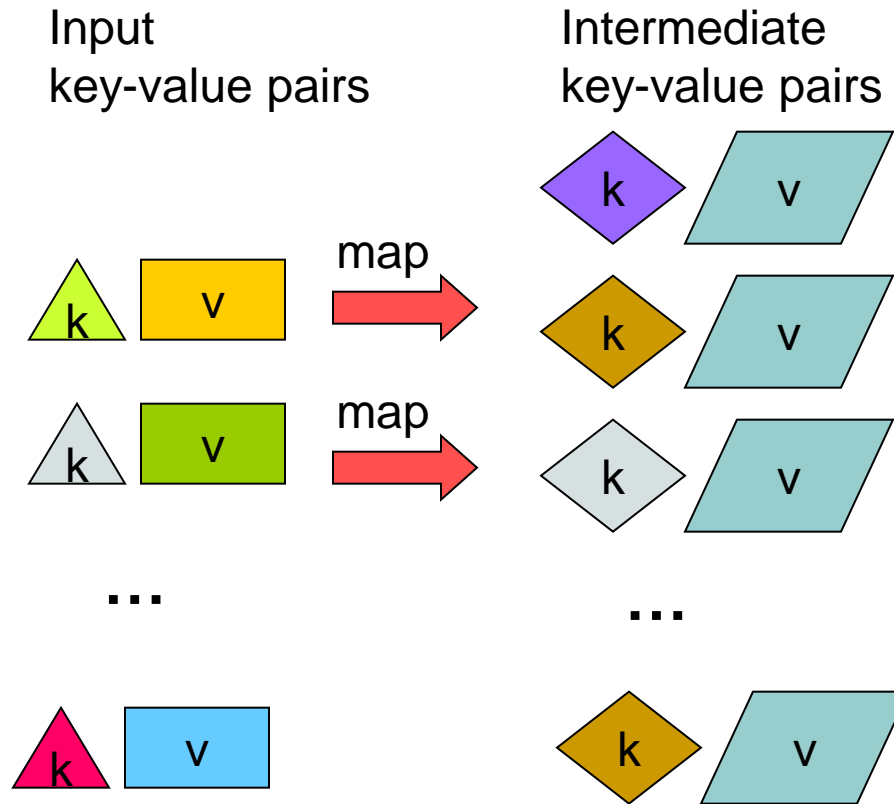 Input
key-value pairs
Intermediate
key-value pairs
k v
map
k v
k v
map
k v
k v
...
...
k v
k v